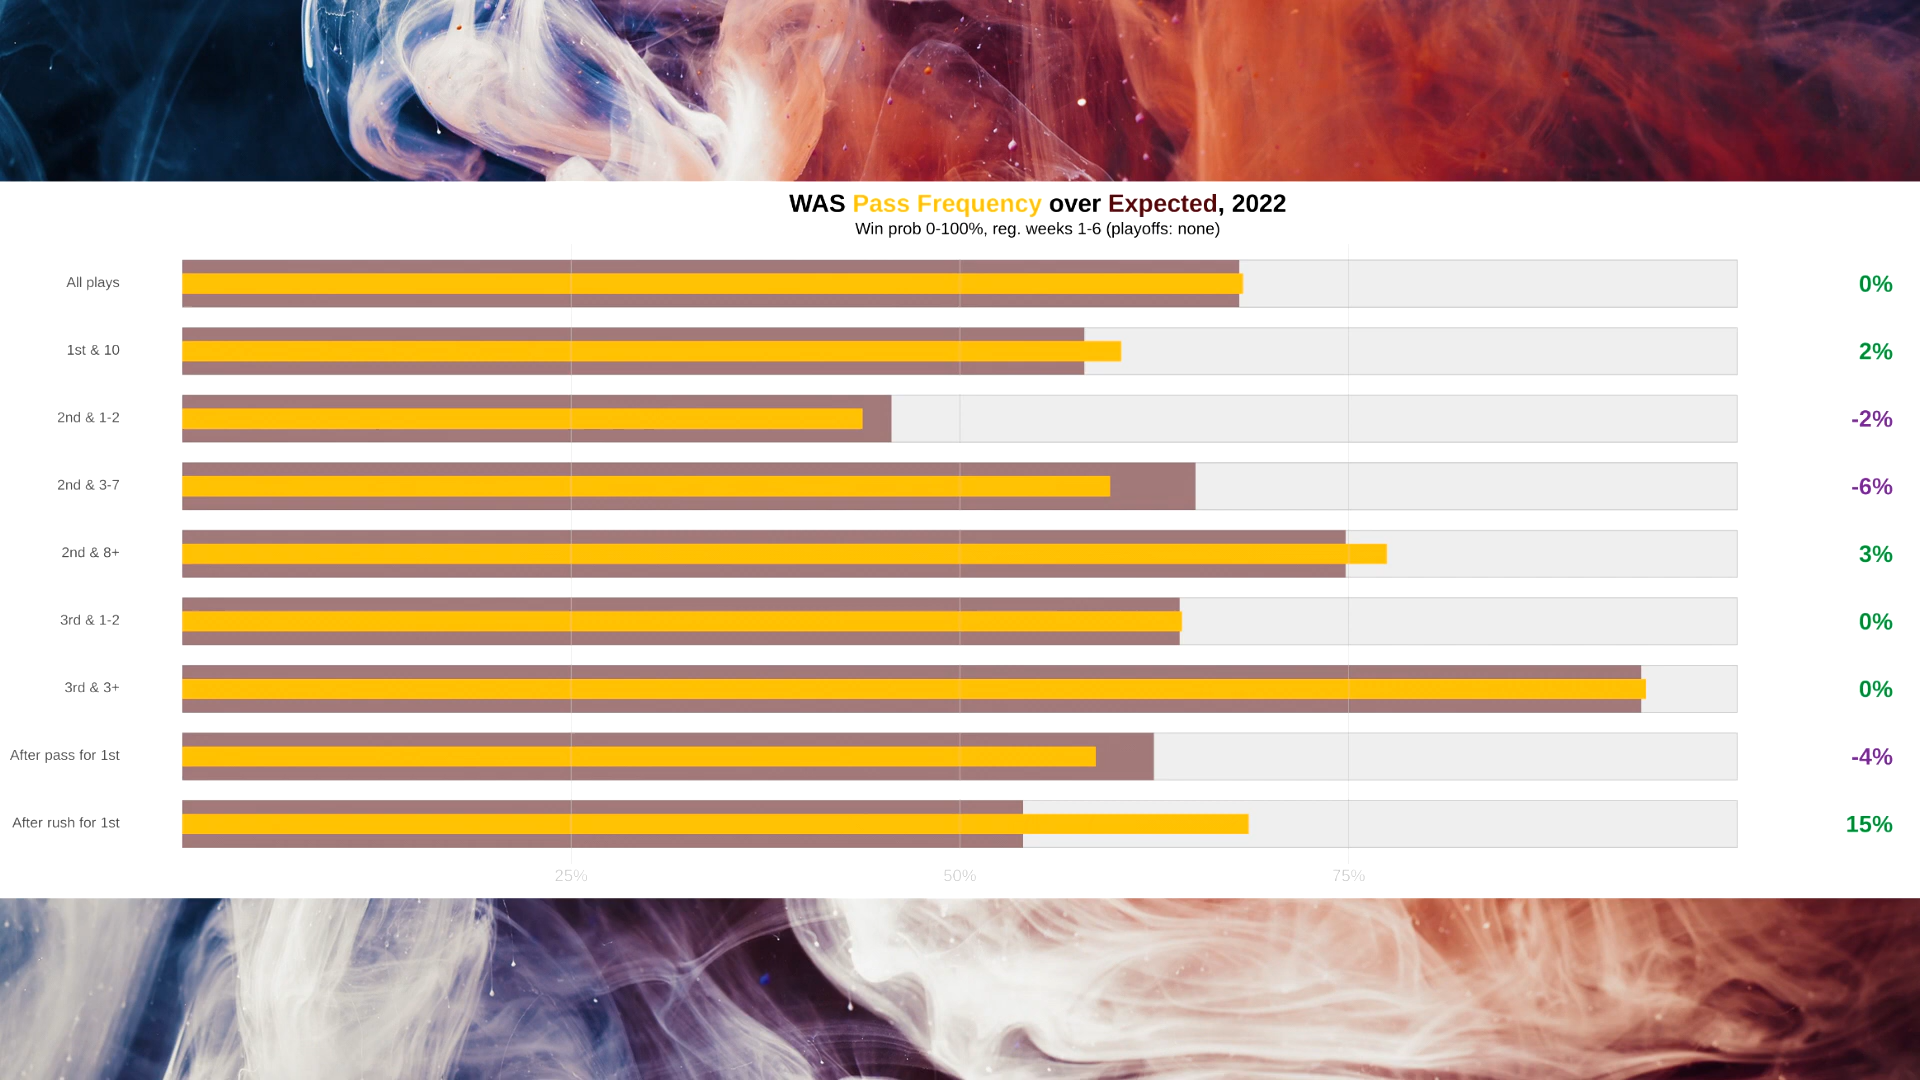 WAS Pass Frequency over Expected, 2022
Win prob 0-100%, reg. weeks 1-6 (playoffs: none)
All plays 0%
1st & 10 2%
2nd & 1-2 -2%
2nd & 3-7 -6%
2nd & 8+ 3%
3rd & 1-2 0%
3rd & 3+ 0%
After pass for 1st -4%
After rush for 1st 15%
25% 50% 75%